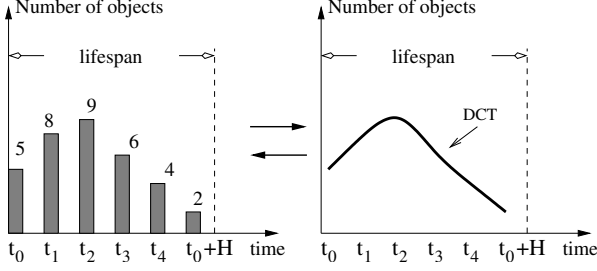 Number of objects
lifespan
9
8
6
5
4
2
t0 t1 t2 t3 t4 t0+H time
Number of objects
lifespan
DCT
t0 t1 t2 t3 t4 t0+H time